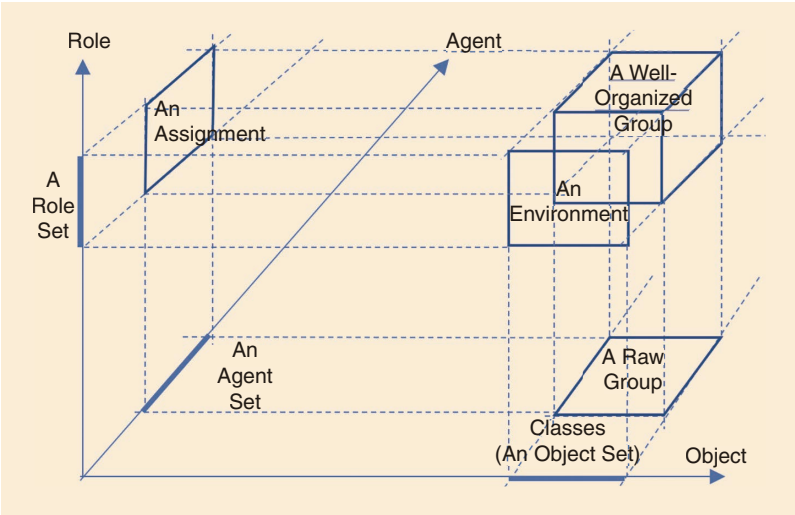 Role
Agent
A Well-
Organized
Group
An
Assignment
A
Role
Set
An
Environment
An
Agent
Set
A Raw
Group
Classes
(An Object Set)
Object